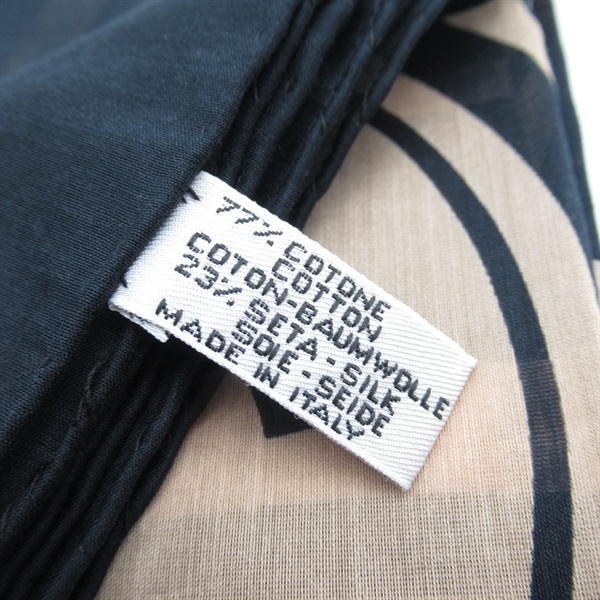 77% COTONE
COTTON
COTON-BAUMWOLLE
23% SETA - SILK
SOIE - SEIDE
MADE IN ITALY